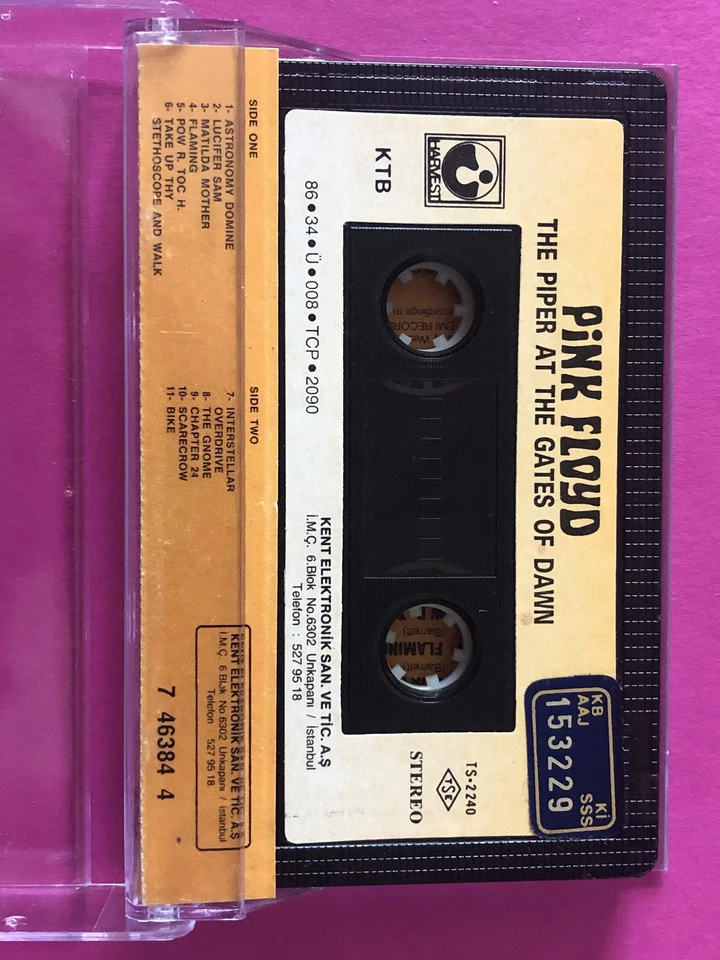 PiNK FLOYD
THE PIPER AT THE GATES OF DAWN
HARVEST
KTB
86 • 34 • Ü • 008 • TCP • 2090
KENT ELEKTRONİK SAN. VE TİC. A.Ş
İ.M.Ç. 6.Blok No.6302 Unkapanı / İstanbul
Telefon : 527 95 18
TS•2240
TSE
STEREO
KB
AAJ
Kİ
SSS
153229
EMI RECOR
FLAMIN
(Barrett)
(Barrett)
SIDE ONE
1- ASTRONOMY DOMINE
2- LUCIFER SAM
3- MATILDA MOTHER
4- FLAMING
5- POW R. TOC H.
6- TAKE UP THY
STETHOSCOPE AND WALK
SIDE TWO
7- INTERSTELLAR
OVERDRIVE
8- THE GNOME
9- CHAPTER 24
10- SCARECROW
11- BIKE
KENT ELEKTRONİK SAN. VE TİC. A.Ş
İ.M.Ç. 6 Blok No.6302 Unkapanı / İstanbul
Telefon 527 95 18
7 46384 4